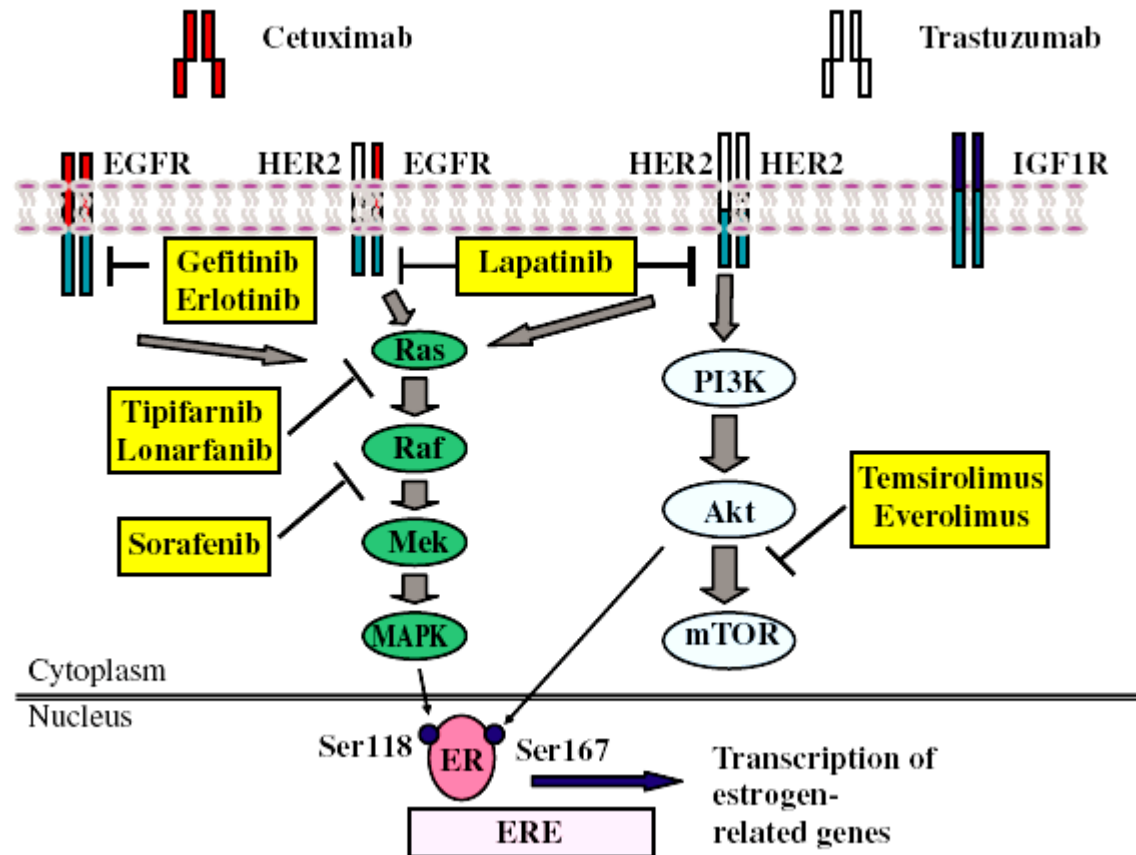 Cetuximab
Trastuzumab
EGFR
HER2
EGFR
HER2
HER2
IGF1R
Gefitinib
Erlotinib
Lapatinib
Ras
PI3K
Tipifarnib
Lonarfanib
Raf
Temsirolimus
Everolimus
Akt
Sorafenib
Mek
MAPK
mTOR
Cytoplasm
Nucleus
Ser118
ER
Ser167
Transcription of
estrogen-
related genes
ERE